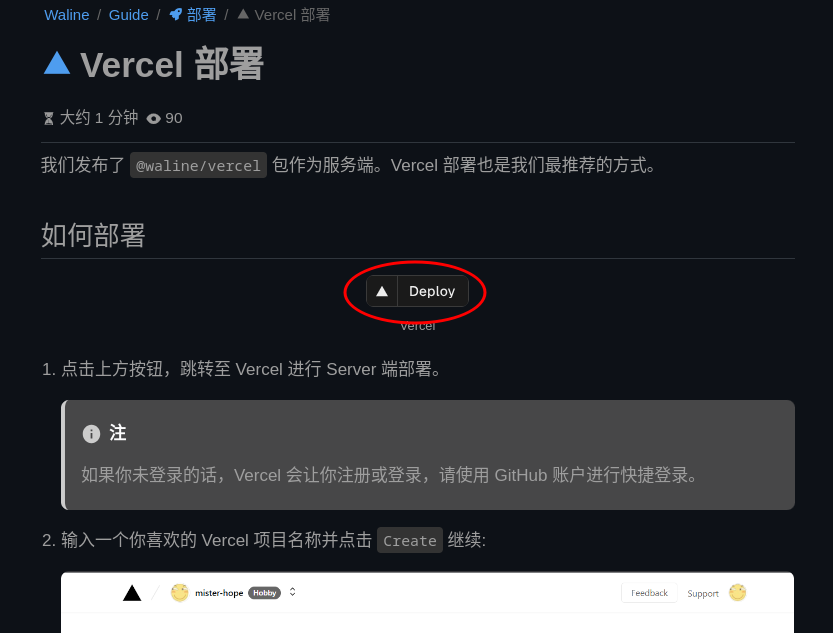 Waline / Guide / 部署 / Vercel 部署
Vercel 部署
大约 1 分钟 90
我们发布了 @waline/vercel 包作为服务端。Vercel 部署也是我们最推荐的方式。
如何部署
Deploy
Vercel
1. 点击上方按钮，跳转至 Vercel 进行 Server 端部署。
注
如果你未登录的话，Vercel 会让你注册或登录，请使用 GitHub 账户进行快捷登录。
2. 输入一个你喜欢的 Vercel 项目名称并点击 Create 继续:
mister-hope Hobby Feedback Support